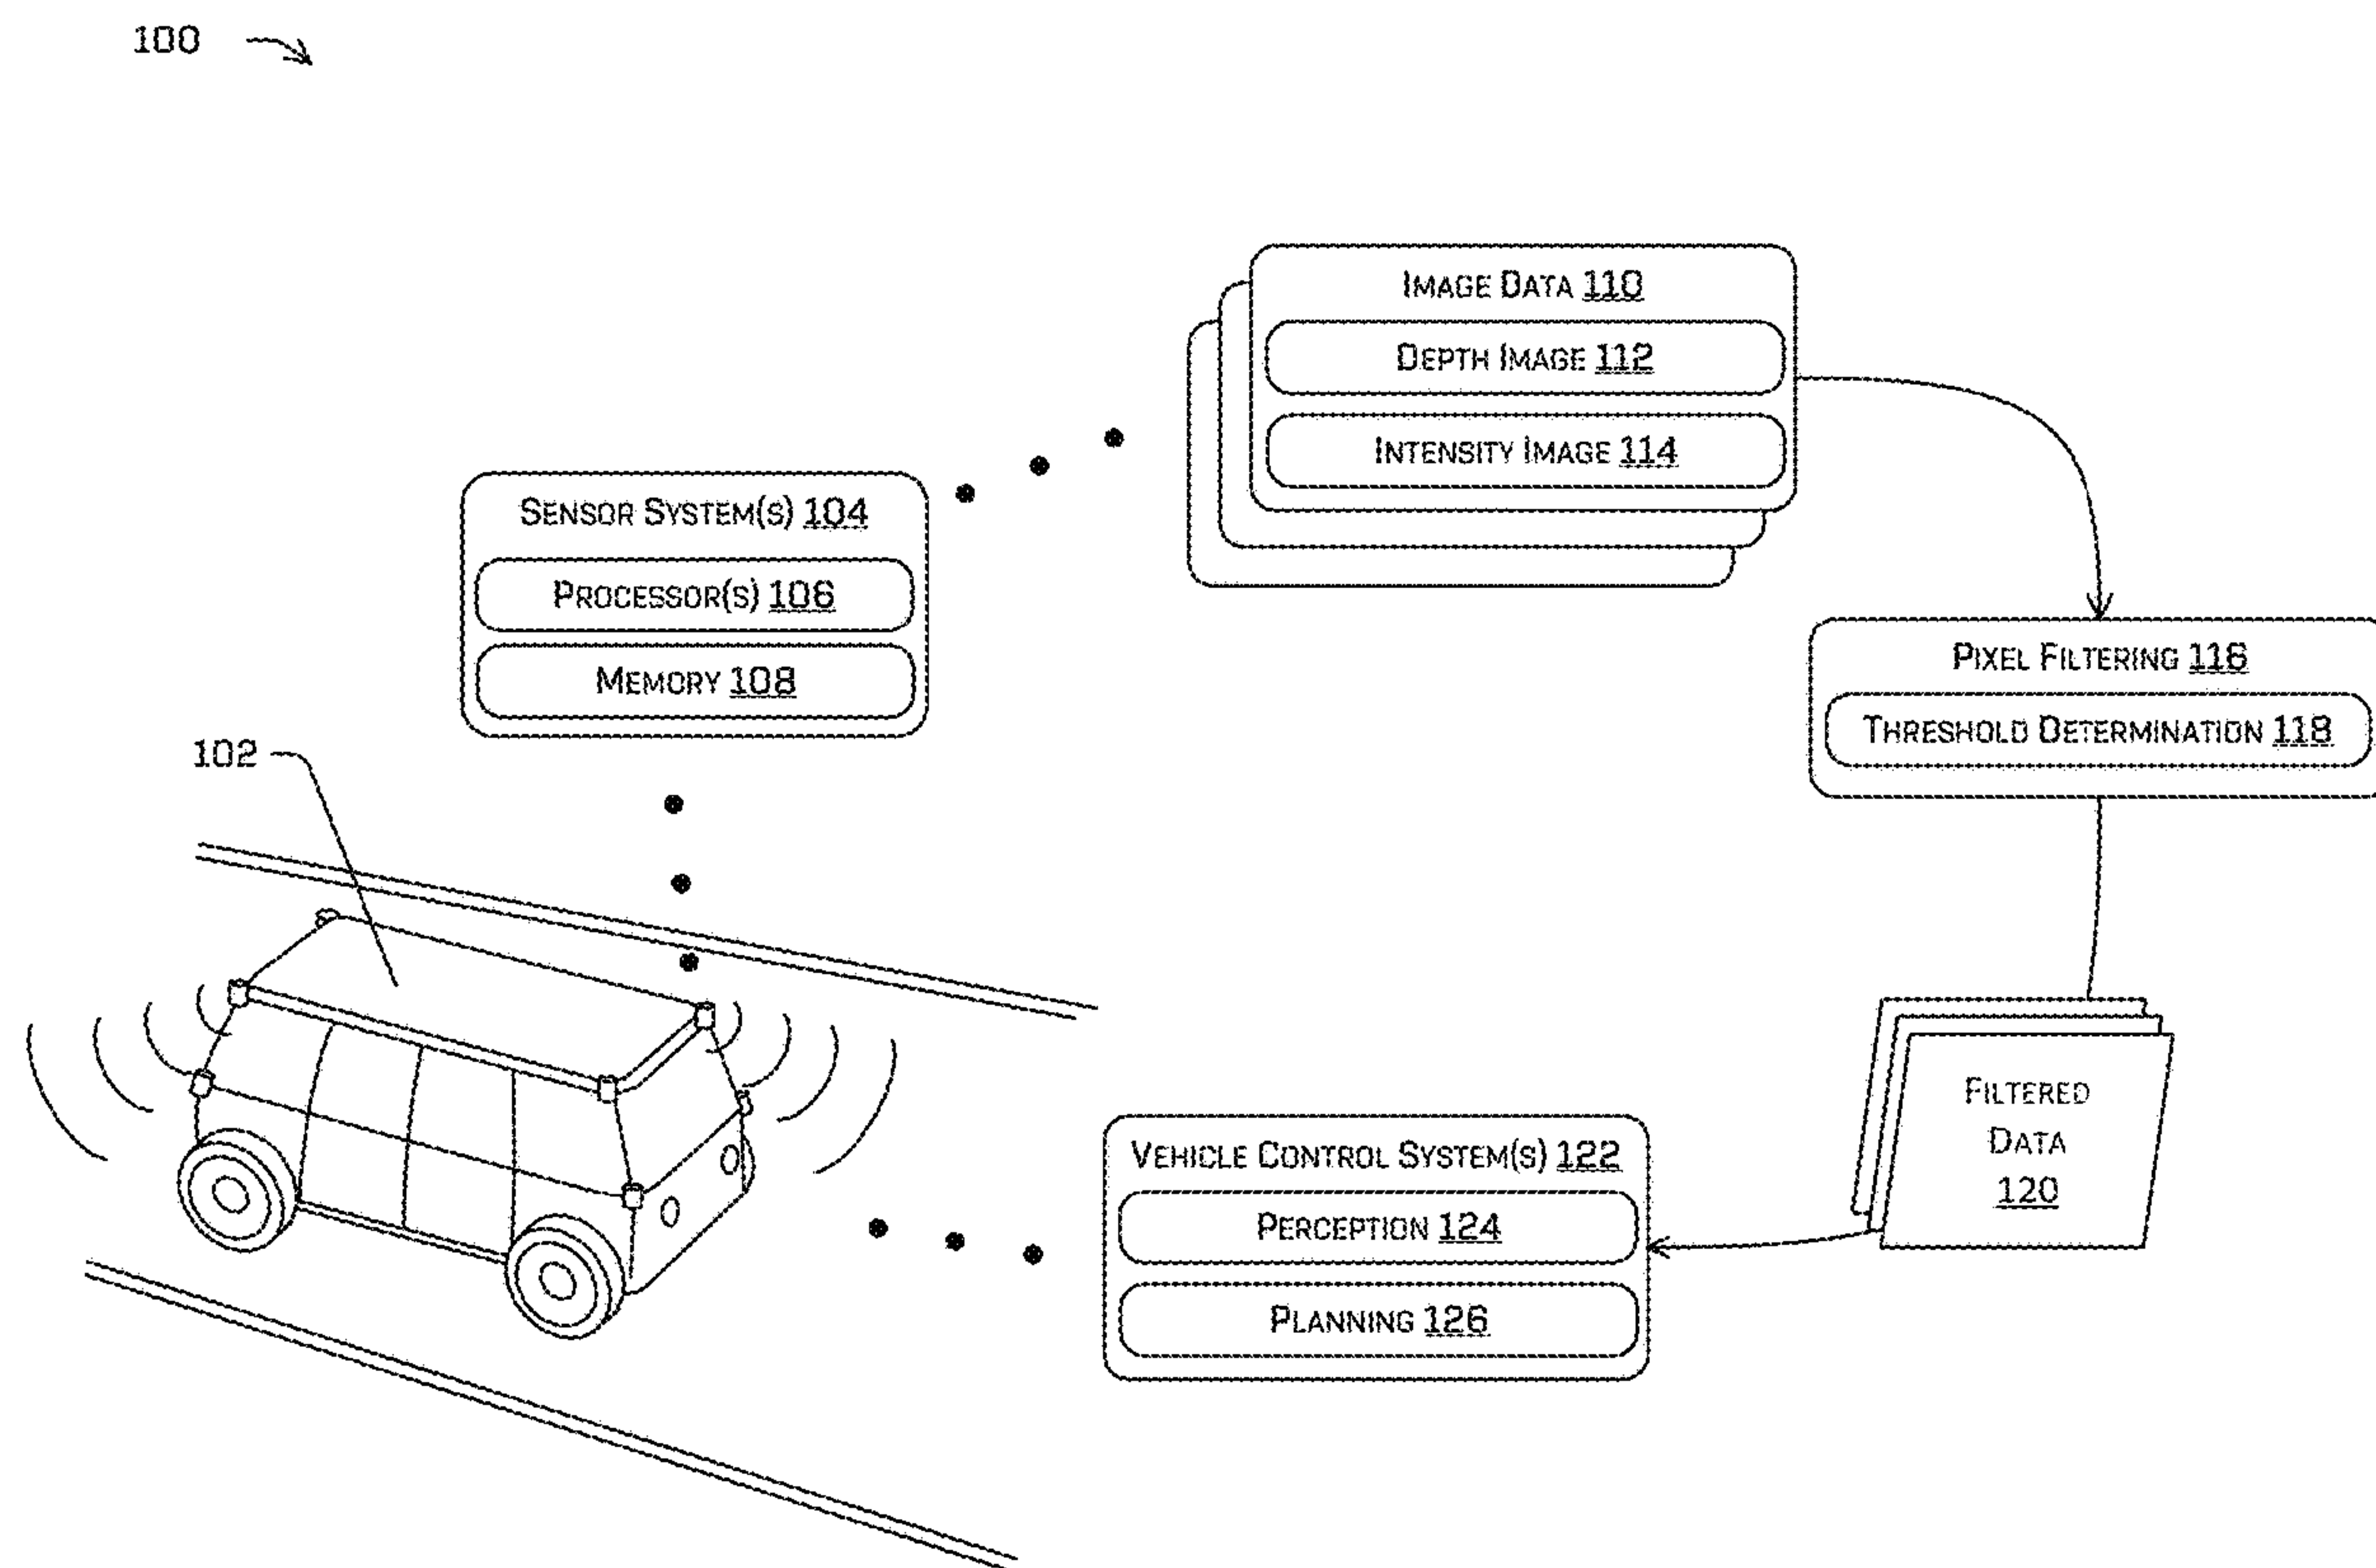 100
IMAGE DATA 110
DEPTH IMAGE 112
INTENSITY IMAGE 114
SENSOR SYSTEM(S) 104
PROCESSOR(S) 106
MEMORY 108
PIXEL FILTERING 116
THRESHOLD DETERMINATION 118
102
FILTERED
DATA
120
VEHICLE CONTROL SYSTEM(S) 122
PERCEPTION 124
PLANNING 126